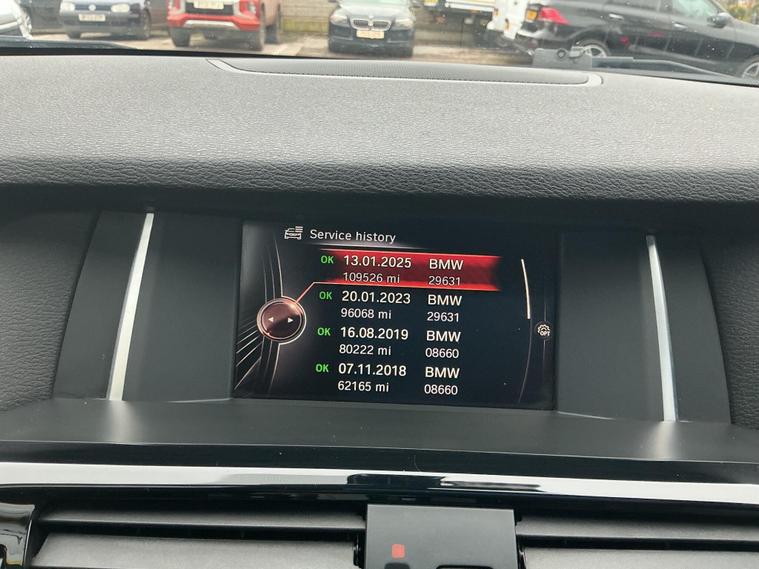 Service history
OK 13.01.2025 BMW
109526 mi 29631
OK 20.01.2023 BMW
96068 mi 29631
OK 16.08.2019 BMW
80222 mi 08660
OK 07.11.2018 BMW
62165 mi 08660
OPT